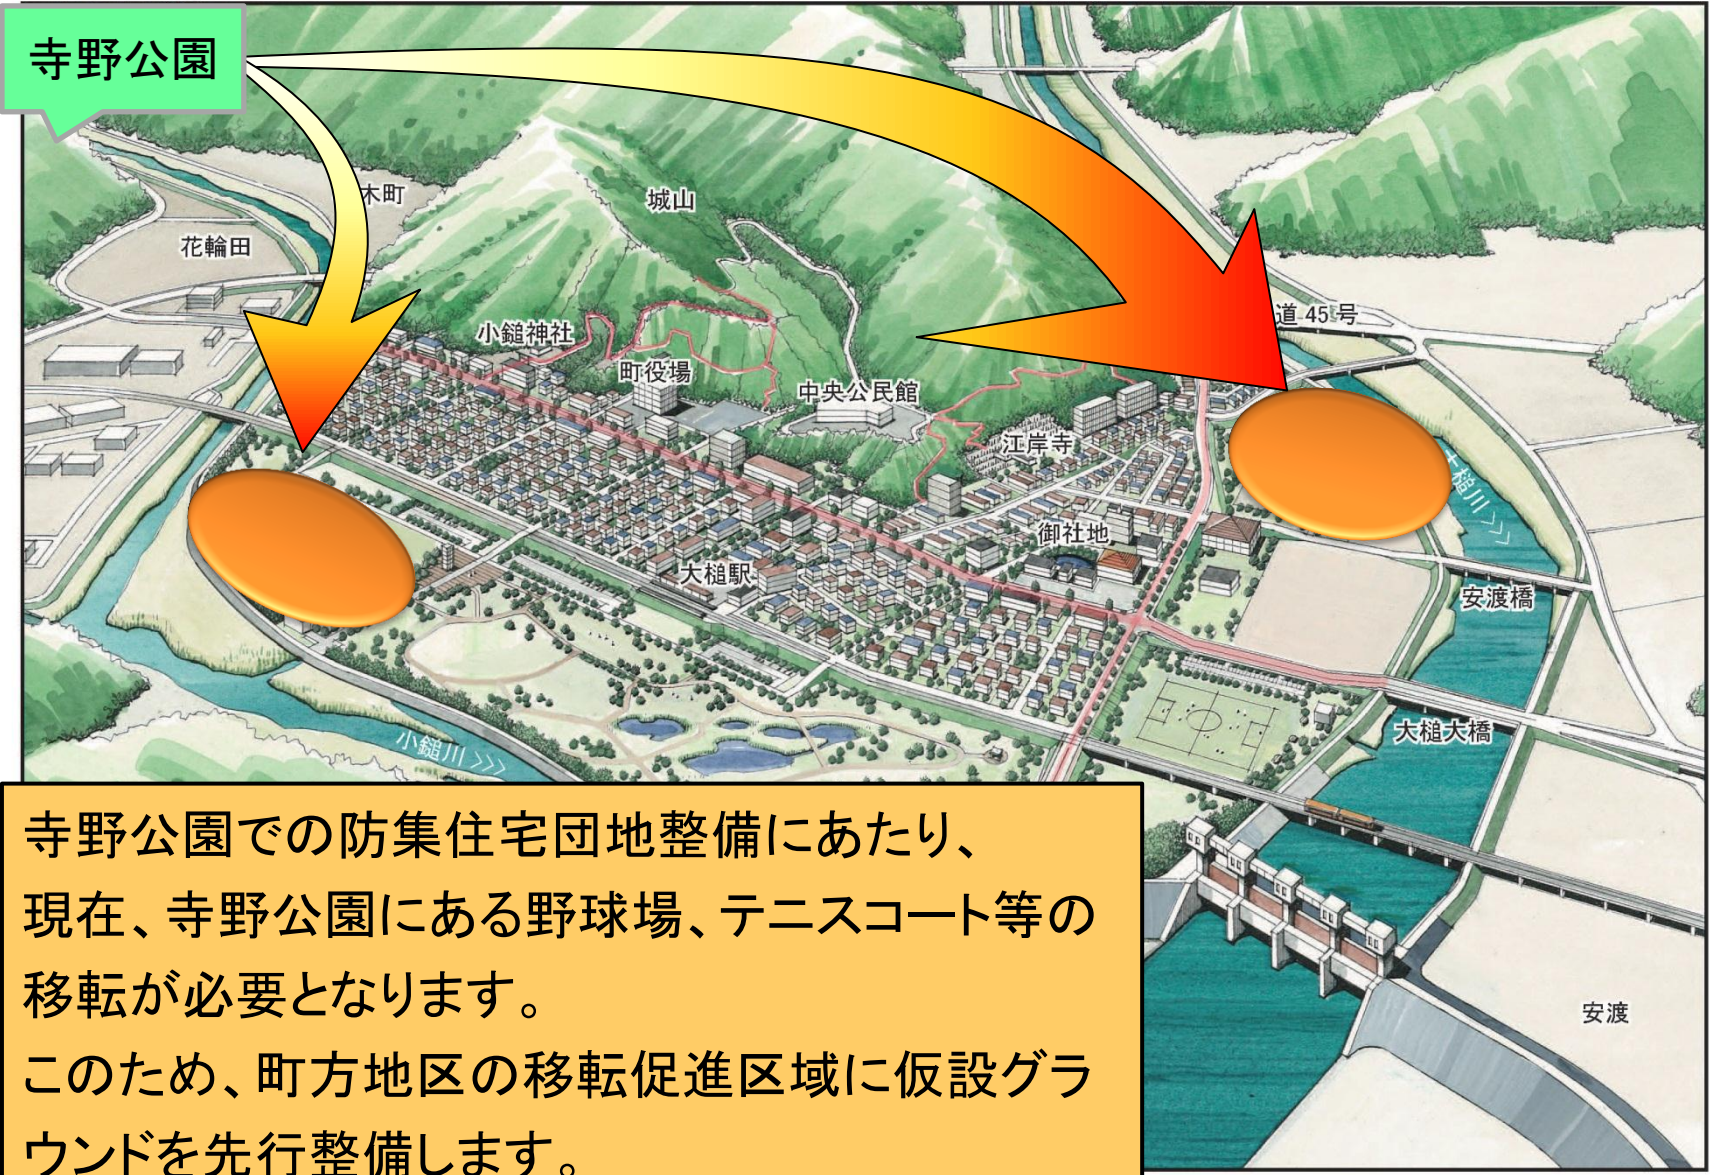 寺野公園
木町
城山
花輪田
道45号
小鎚神社
町役場
中央公民館
江岸寺
大槌川>>>
御社地
大槌駅
安渡橋
大槌大橋
小鎚川>>>
寺野公園での防集住宅団地整備にあたり、
現在、寺野公園にある野球場、テニスコート等の
移転が必要となります。
このため、町方地区の移転促進区域に仮設グラ
ウンドを先行整備します。
安渡